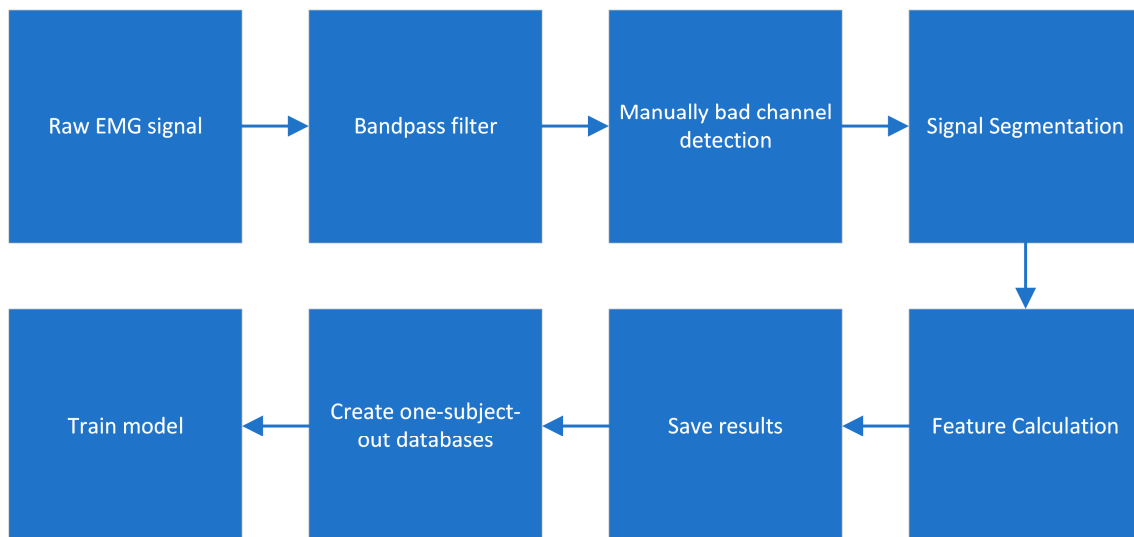 Raw EMG signal
Bandpass filter
Manually bad channel
detection
Signal Segmentation
Feature Calculation
Save results
Create one-subject-
out databases
Train model